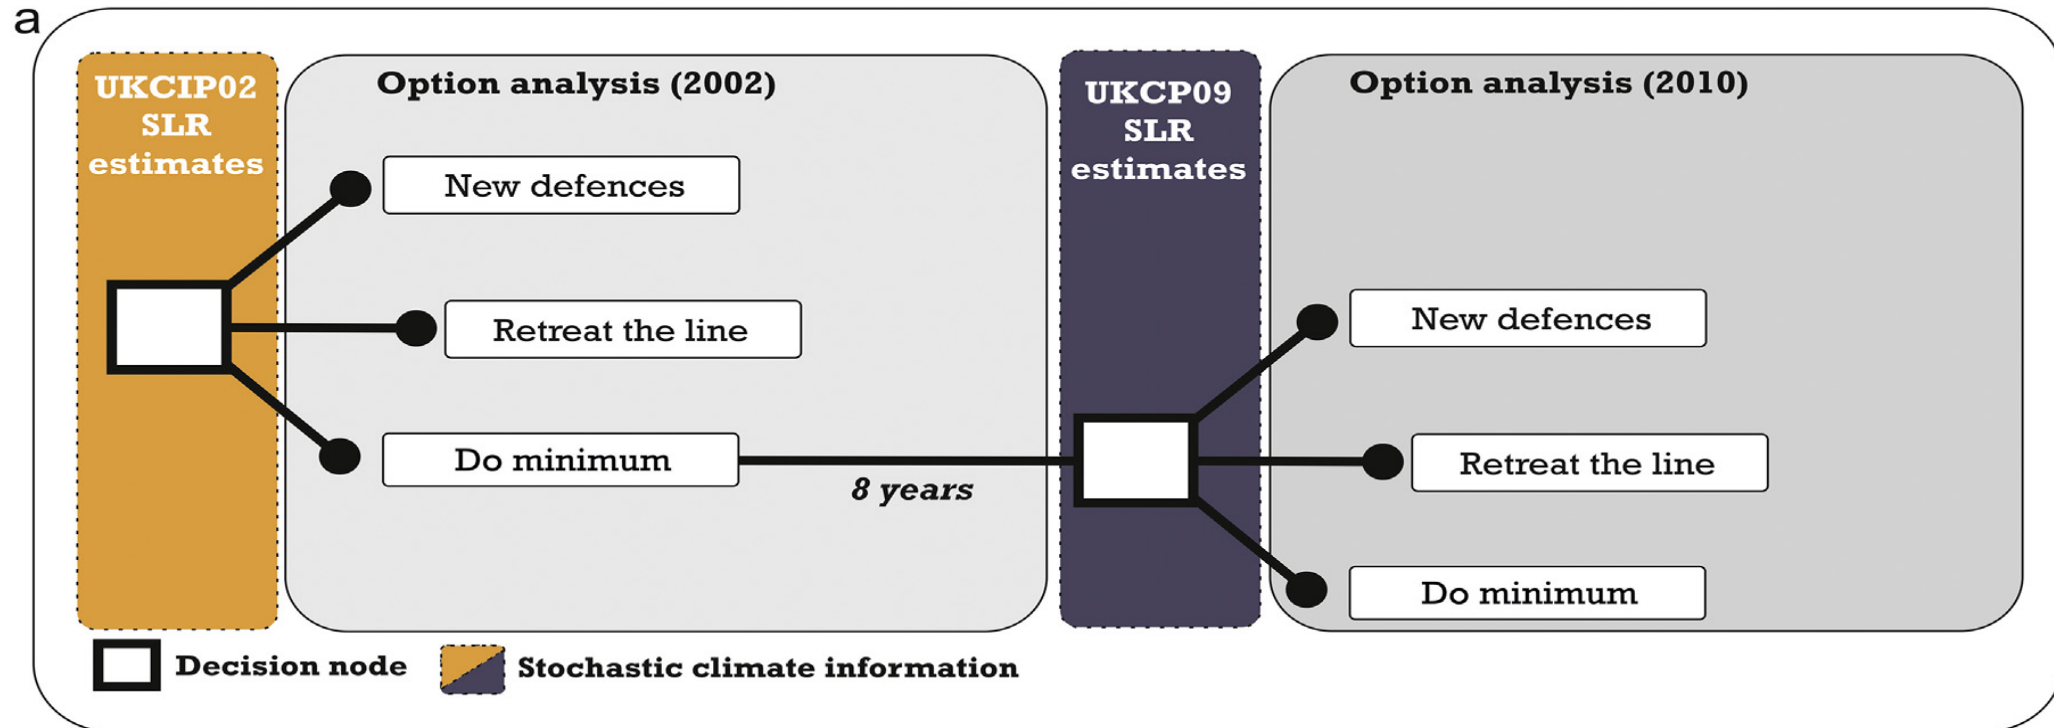 a
UKCIP02
SLR
estimates
Option analysis (2002)
New defences
Retreat the line
Do minimum
8 years
UKCP09
SLR
estimates
Option analysis (2010)
New defences
Retreat the line
Do minimum
Decision node
Stochastic climate information